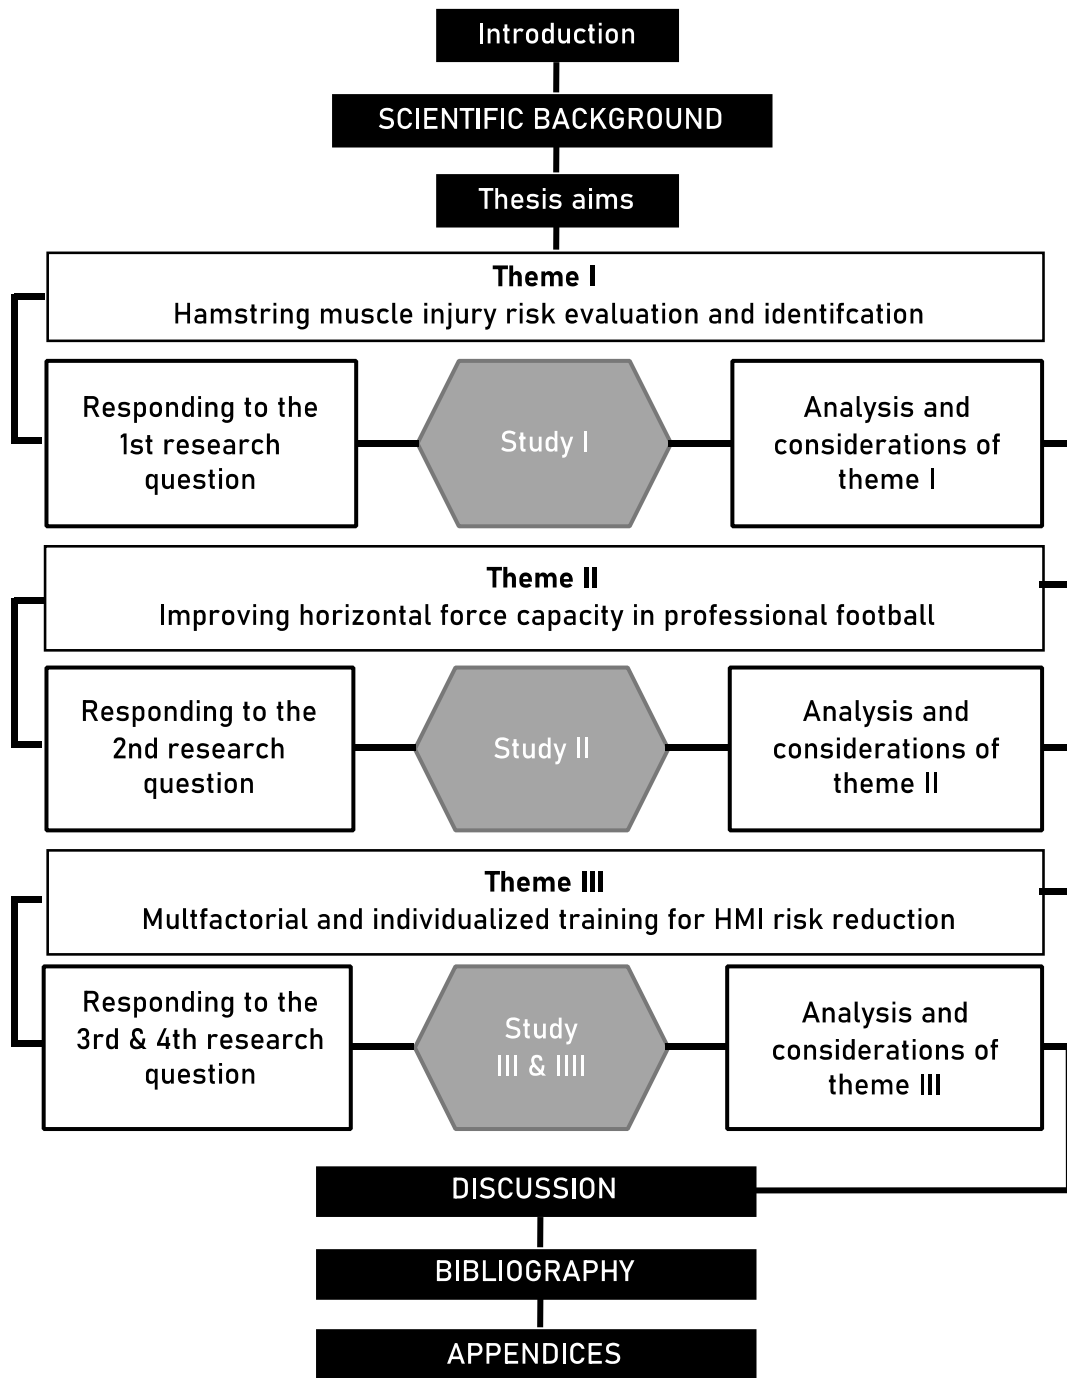 Introduction
SCIENTIFIC BACKGROUND
Thesis aims
Theme I
Hamstring muscle injury risk evaluation and identifcation
Responding to the
1st research
question
Study I
Analysis and
considerations of
theme I
Theme II
Improving horizontal force capacity in professional football
Responding to the
2nd research
question
Study II
Analysis and
considerations of
theme II
Theme III
Multfactorial and individualized training for HMI risk reduction
Responding to the
3rd & 4th research
question
Study
III & IIII
Analysis and
considerations of
theme III
DISCUSSION
BIBLIOGRAPHY
APPENDICES